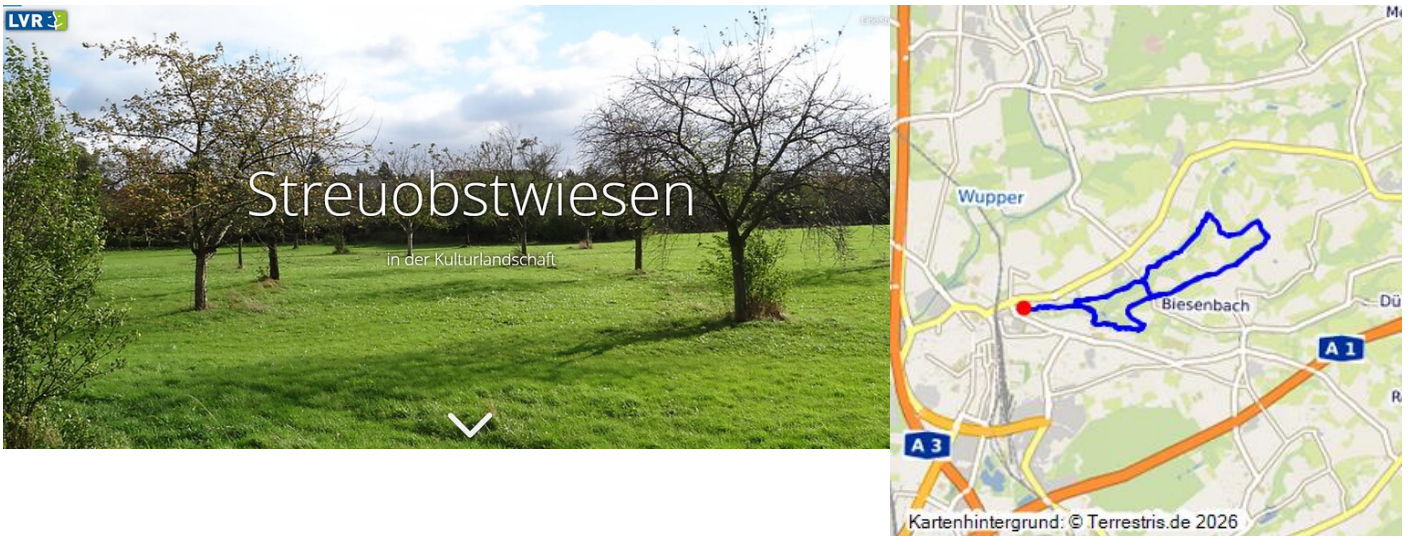 LVR
Streuobstwiesen
in der Kulturlandschaft
Wupper
Biesenbach
A 1
A 3
Kartenhintergrund: © Terrestris.de 2026